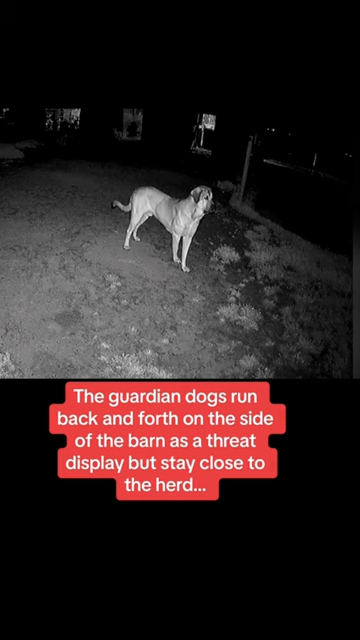 The guardian dogs run
back and forth on the side
of the barn as a threat
display but stay close to
the herd...